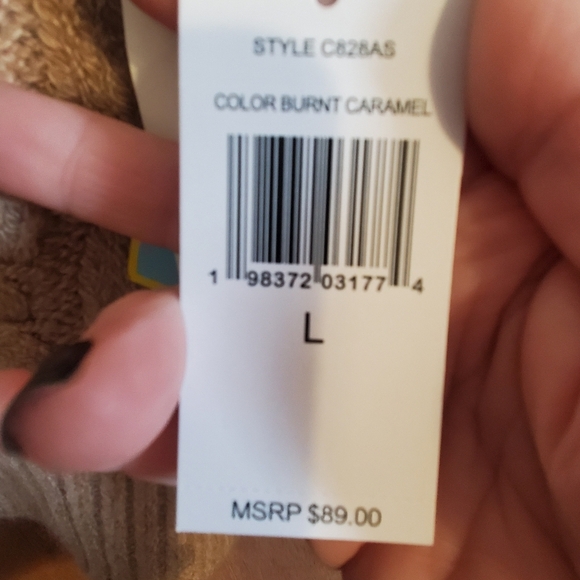 STYLE C828AS
COLOR BURNT CARAMEL
1 98372 03177 4
L
MSRP $89.00